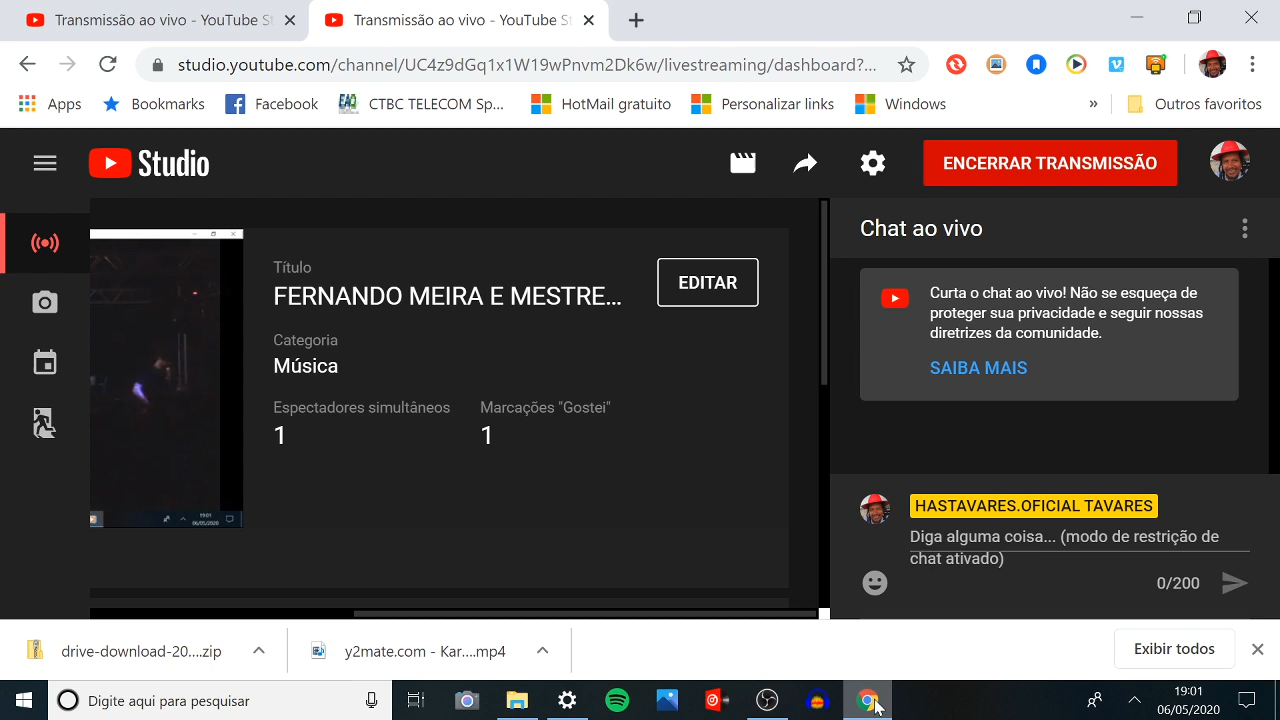 Transmissão ao vivo - YouTube St
Transmissão ao vivo - YouTube St
studio.youtube.com/channel/UC4z9dGq1x1W19wPnvm2Dk6w/livestreaming/dashboard?...
Apps
Bookmarks
Facebook
CTBC TELECOM Sp...
HotMail gratuito
Personalizar links
Windows
»
Outros favoritos
Studio
ENCERRAR TRANSMISSÃO
Título
FERNANDO MEIRA E MESTRE...
EDITAR
Categoria
Música
Espectadores simultâneos
Marcações "Gostei"
1
1
19:01
06/05/2020
Chat ao vivo
Curta o chat ao vivo! Não se esqueça de
proteger sua privacidade e seguir nossas
diretrizes da comunidade.
SAIBA MAIS
HASTAVARES.OFICIAL TAVARES
Diga alguma coisa... (modo de restrição de
chat ativado)
0/200
drive-download-20....zip
y2mate.com - Kar....mp4
Exibir todos
Digite aqui para pesquisar
19:01
06/05/2020